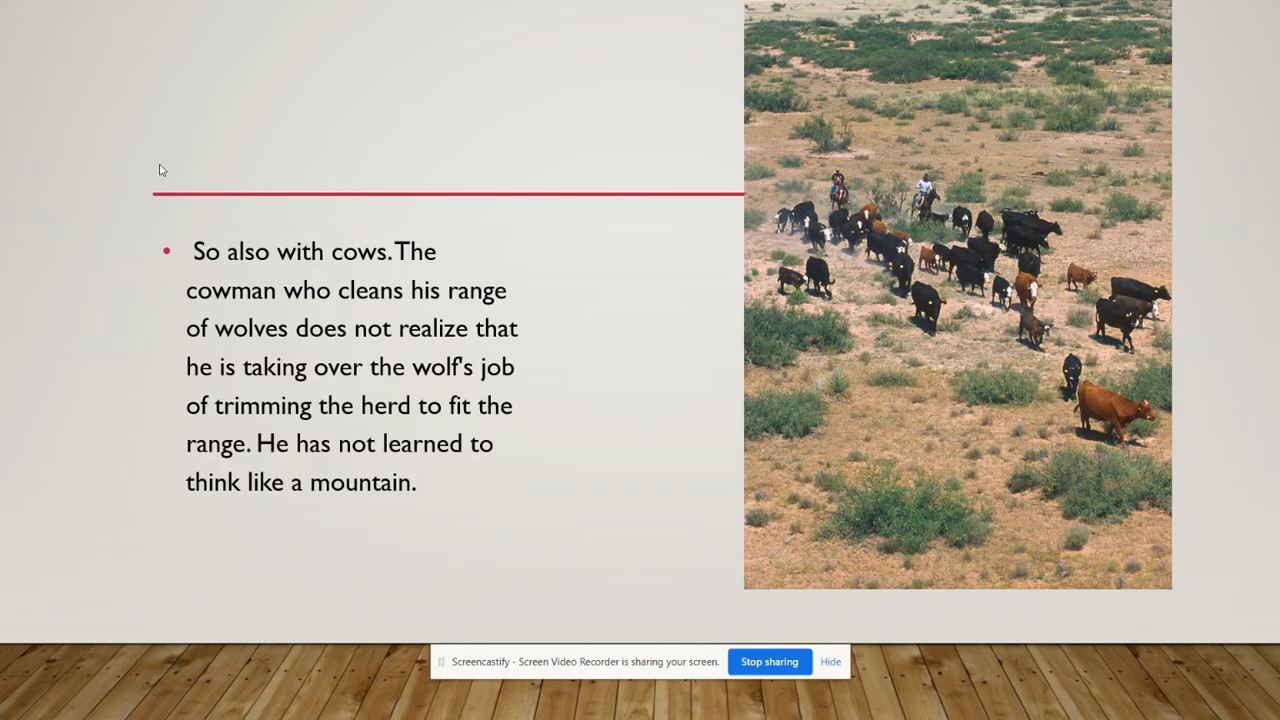 So also with cows. The
cowman who cleans his range
of wolves does not realize that
he is taking over the wolf's job
of trimming the herd to fit the
range. He has not learned to
think like a mountain.
Screencastify - Screen Video Recorder is sharing your screen.
Stop sharing
Hide